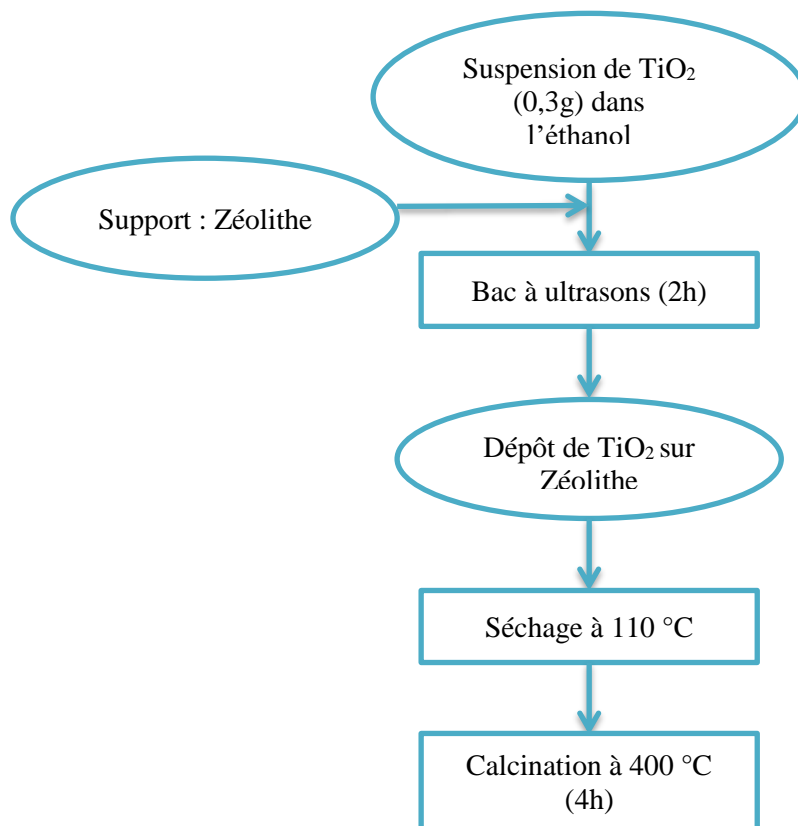 Suspension de TiO₂
(0,3g) dans
l’éthanol
Support : Zéolithe
Bac à ultrasons (2h)
Dépôt de TiO₂ sur
Zéolithe
Séchage à 110 °C
Calcination à 400 °C
(4h)